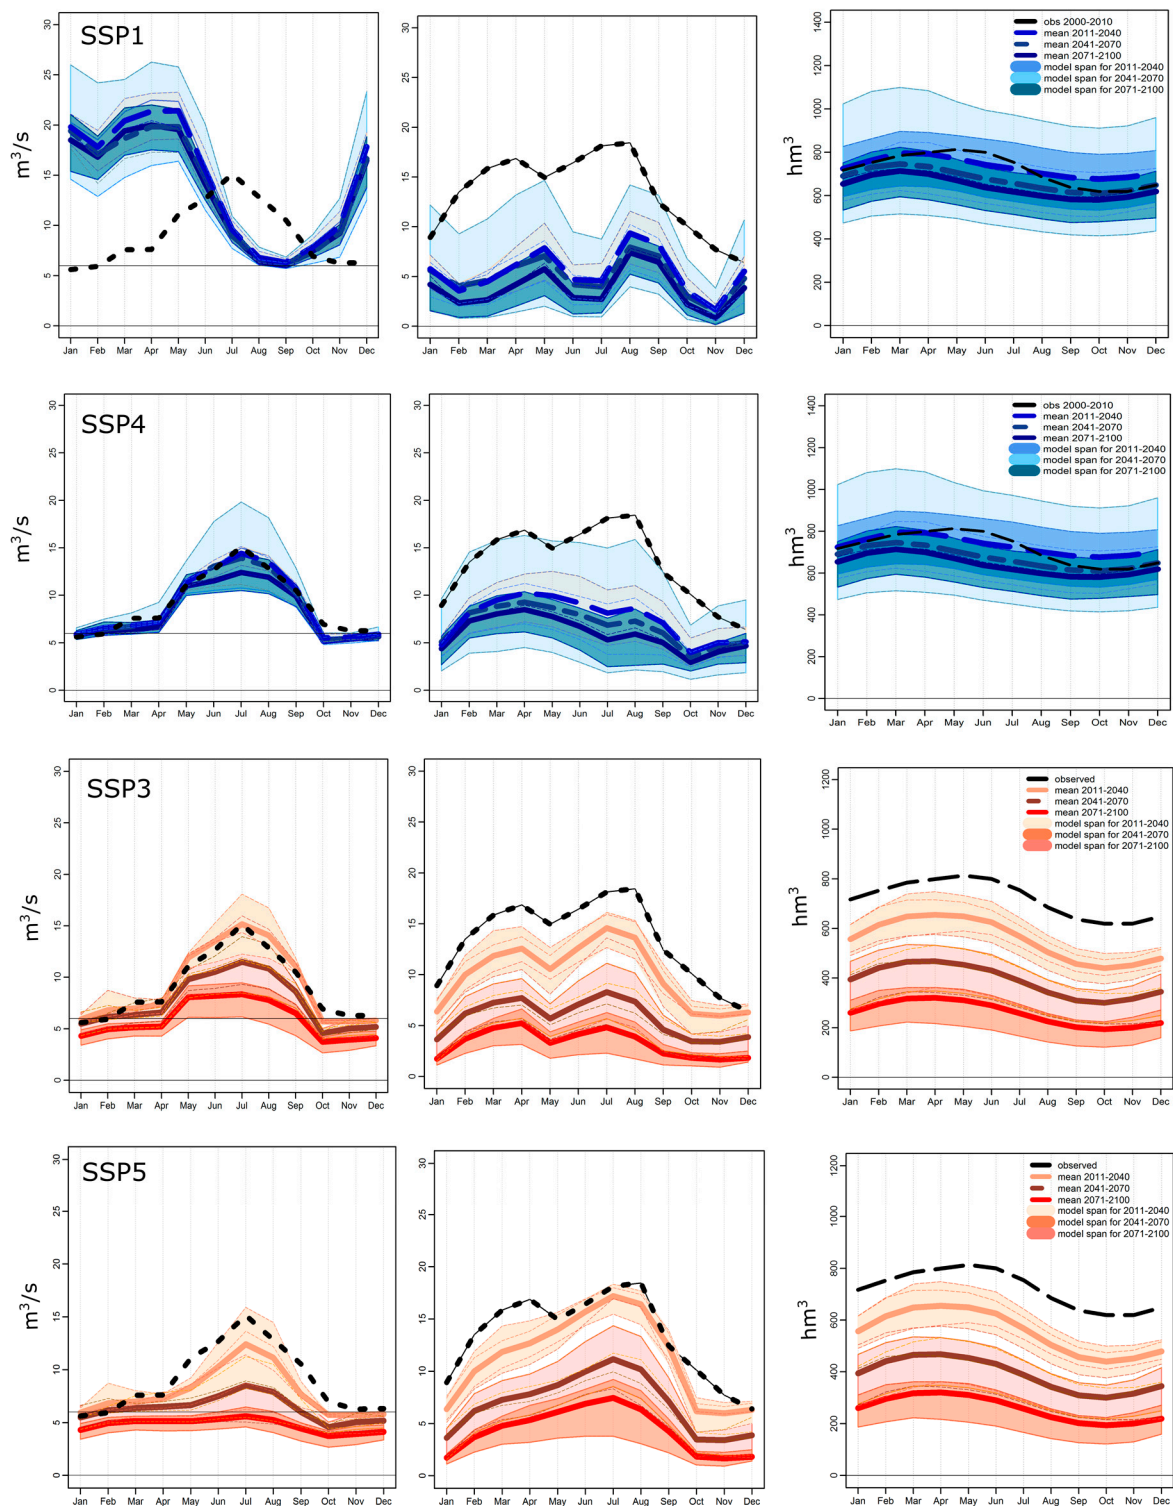 SSP1
m³/s
30
25
20
15
10
5
0
Jan Feb Mar Apr May Jun Jul Aug Sep Oct Nov Dec
30
25
20
15
10
5
0
Jan Feb Mar Apr May Jun Jul Aug Sep Oct Nov Dec
hm³
1400
1200
1000
800
600
400
200
0
obs 2000-2010
mean 2011-2040
mean 2041-2070
mean 2071-2100
model span for 2011-2040
model span for 2041-2070
model span for 2071-2100
Jan Feb Mar Apr May Jun Jul Aug Sep Oct Nov Dec
SSP4
m³/s
30
25
20
15
10
5
0
Jan Feb Mar Apr May Jun Jul Aug Sep Oct Nov Dec
30
25
20
15
10
5
0
Jan Feb Mar Apr May Jun Jul Aug Sep Oct Nov Dec
hm³
1400
1200
1000
800
600
400
200
0
obs 2000-2010
mean 2011-2040
mean 2041-2070
mean 2071-2100
model span for 2011-2040
model span for 2041-2070
model span for 2071-2100
Jan Feb Mar Apr May Jun Jul Aug Sep Oct Nov Dec
SSP3
m³/s
30
25
20
15
10
5
0
Jan Feb Mar Apr May Jun Jul Aug Sep Oct Nov Dec
30
25
20
15
10
5
0
Jan Feb Mar Apr May Jun Jul Aug Sep Oct Nov Dec
hm³
1200
1000
800
600
400
200
0
observed
mean 2011-2040
mean 2041-2070
mean 2071-2100
model span for 2011-2040
model span for 2041-2070
model span for 2071-2100
Jan Feb Mar Apr May Jun Jul Aug Sep Oct Nov Dec
SSP5
m³/s
30
25
20
15
10
5
0
Jan Feb Mar Apr May Jun Jul Aug Sep Oct Nov Dec
30
25
20
15
10
5
0
Jan Feb Mar Apr May Jun Jul Aug Sep Oct Nov Dec
hm³
1200
1000
800
600
400
200
0
observed
mean 2011-2040
mean 2041-2070
mean 2071-2100
model span for 2011-2040
model span for 2041-2070
model span for 2071-2100
Jan Feb Mar Apr May Jun Jul Aug Sep Oct Nov Dec